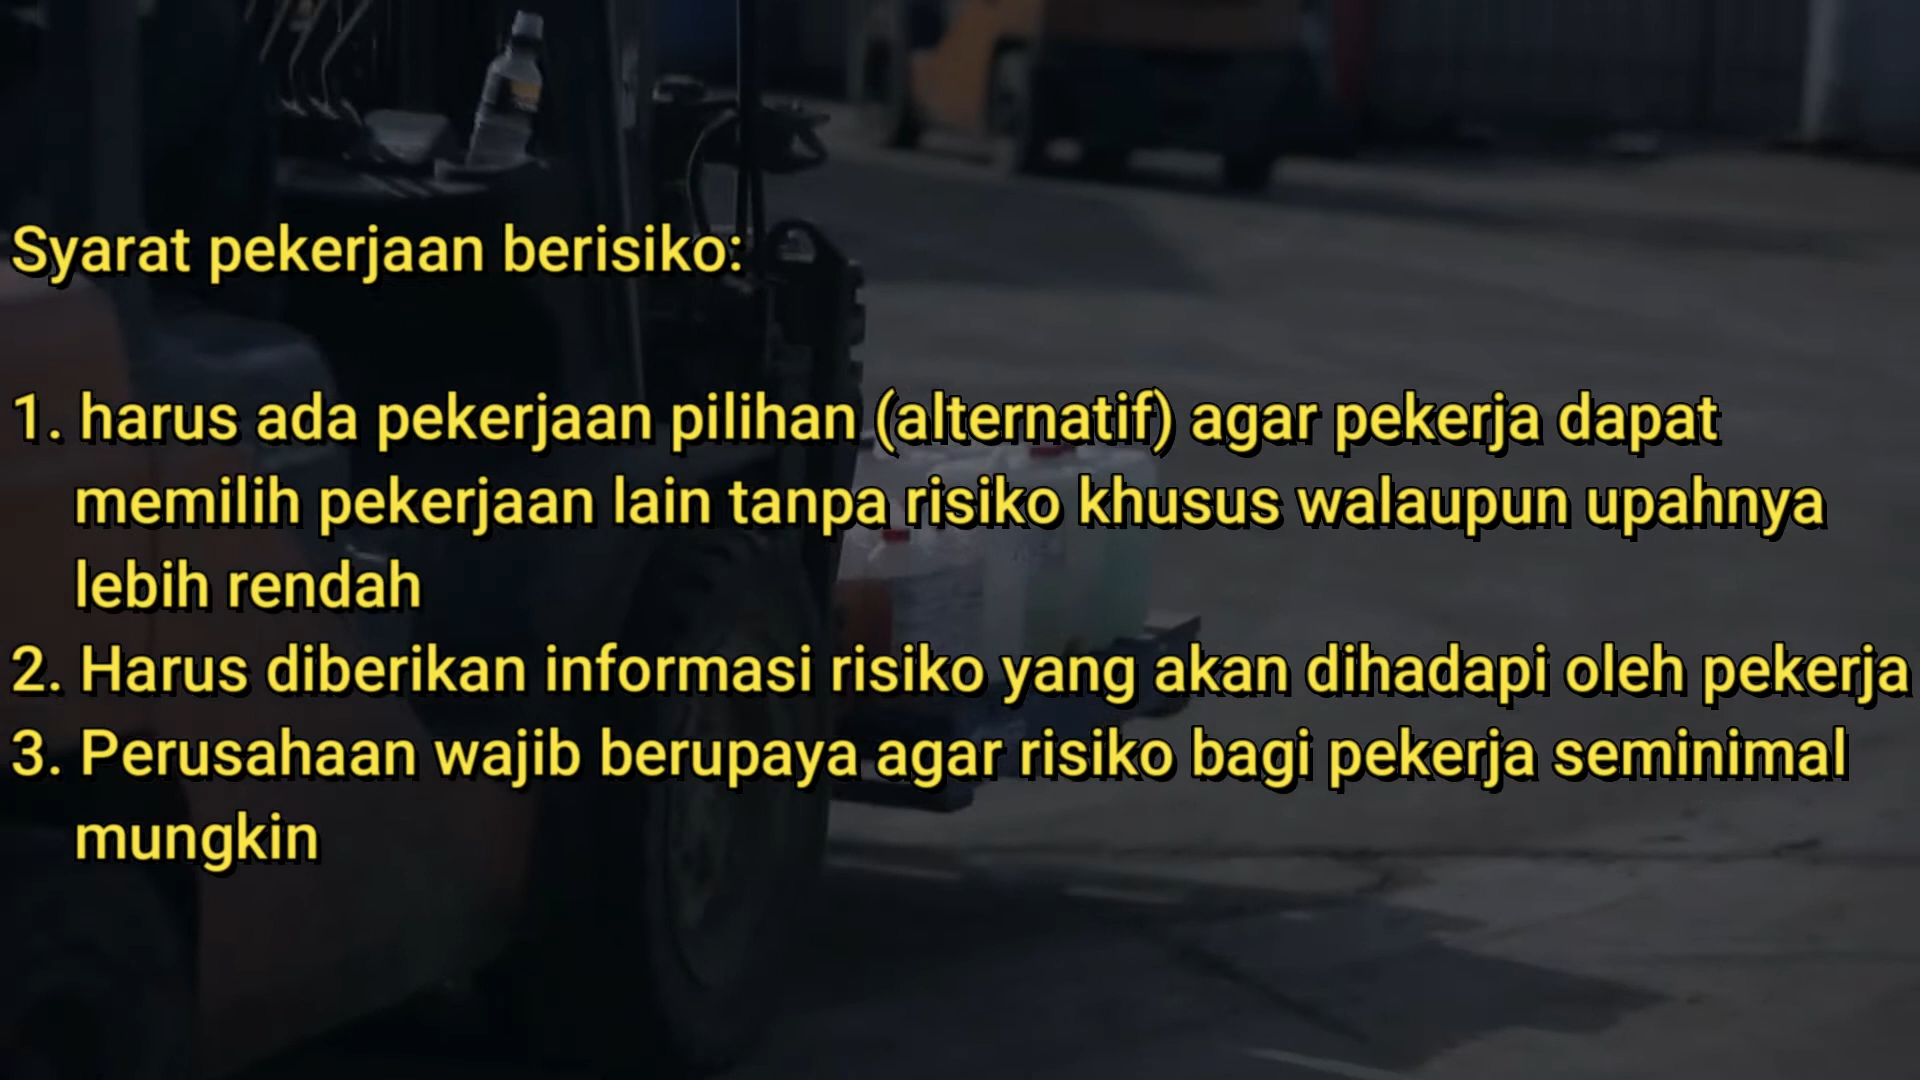 Syarat pekerjaan berisiko:
1. harus ada pekerjaan pilihan (alternatif) agar pekerja dapat
memilih pekerjaan lain tanpa risiko khusus walaupun upahnya
lebih rendah
2. Harus diberikan informasi risiko yang akan dihadapi oleh pekerja
3. Perusahaan wajib berupaya agar risiko bagi pekerja seminimal
mungkin